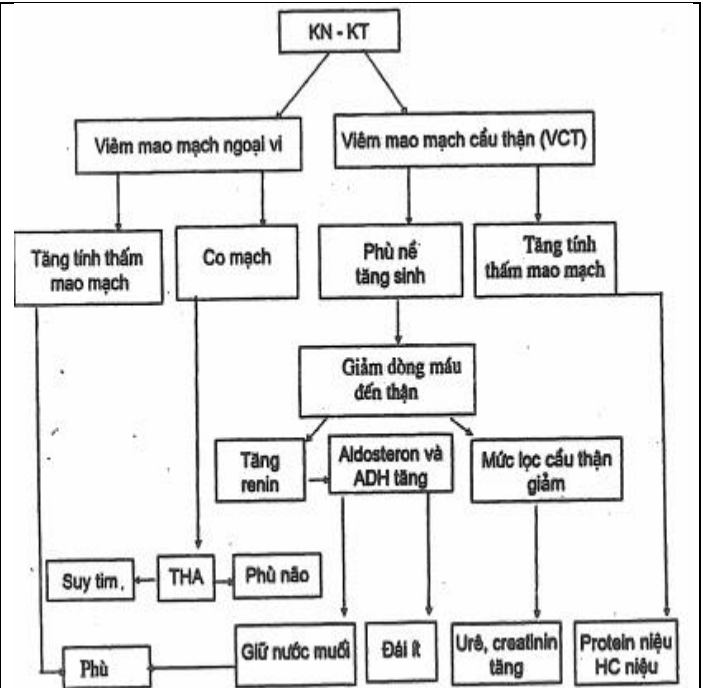 KN - KT
Viêm mao mạch ngoại vi
Viêm mao mạch cầu thận (VCT)
Tăng tính thấm
mao mạch
Co mạch
Phù nề
tăng sinh
Tăng tính
thấm mao mạch
Giảm dòng máu
đến thận
Tăng
renin
Aldosteron và
ADH tăng
Mức lọc cầu thận
giảm
Suy tim
THA
Phù não
Phù
Giữ nước muối
Đái ít
Urê, creatinin
tăng
Protein niệu
HC niệu